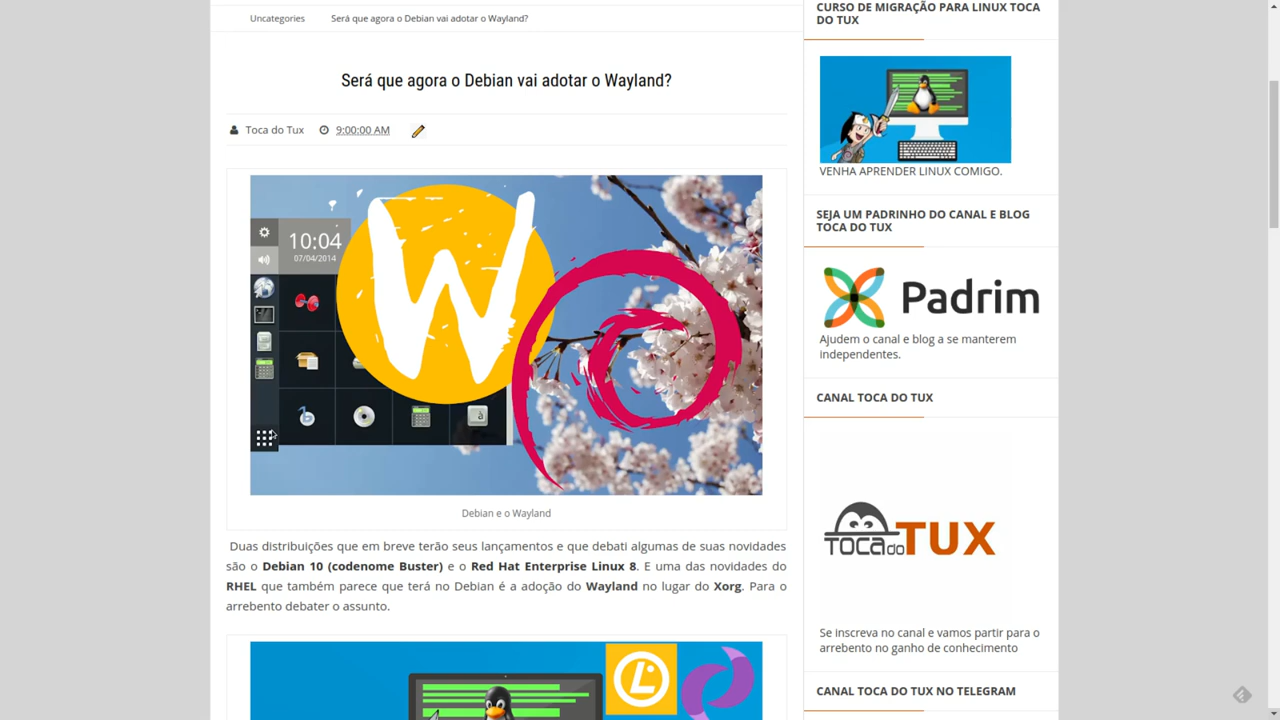 Uncategories Será que agora o Debian vai adotar o Wayland?
Será que agora o Debian vai adotar o Wayland?
Toca do Tux 9:00:00 AM
10:04
07/04/2014
W
a
Debian e o Wayland
Duas distribuições que em breve terão seus lançamentos e que debati algumas de suas novidades
são o Debian 10 (codenome Buster) e o Red Hat Enterprise Linux 8. E uma das novidades do
RHEL que também parece que terá no Debian é a adoção do Wayland no lugar do Xorg. Para o
arrebento debater o assunto.
L
CURSO DE MIGRAÇÃO PARA LINUX TOCA
DO TUX
VENHA APRENDER LINUX COMIGO.
SEJA UM PADRINHO DO CANAL E BLOG
TOCA DO TUX
Padrim
Ajudem o canal e blog a se manterem
independentes.
CANAL TOCA DO TUX
TOCAdoTUX
Se inscreva no canal e vamos partir para o
arrebento no ganho de conhecimento
CANAL TOCA DO TUX NO TELEGRAM